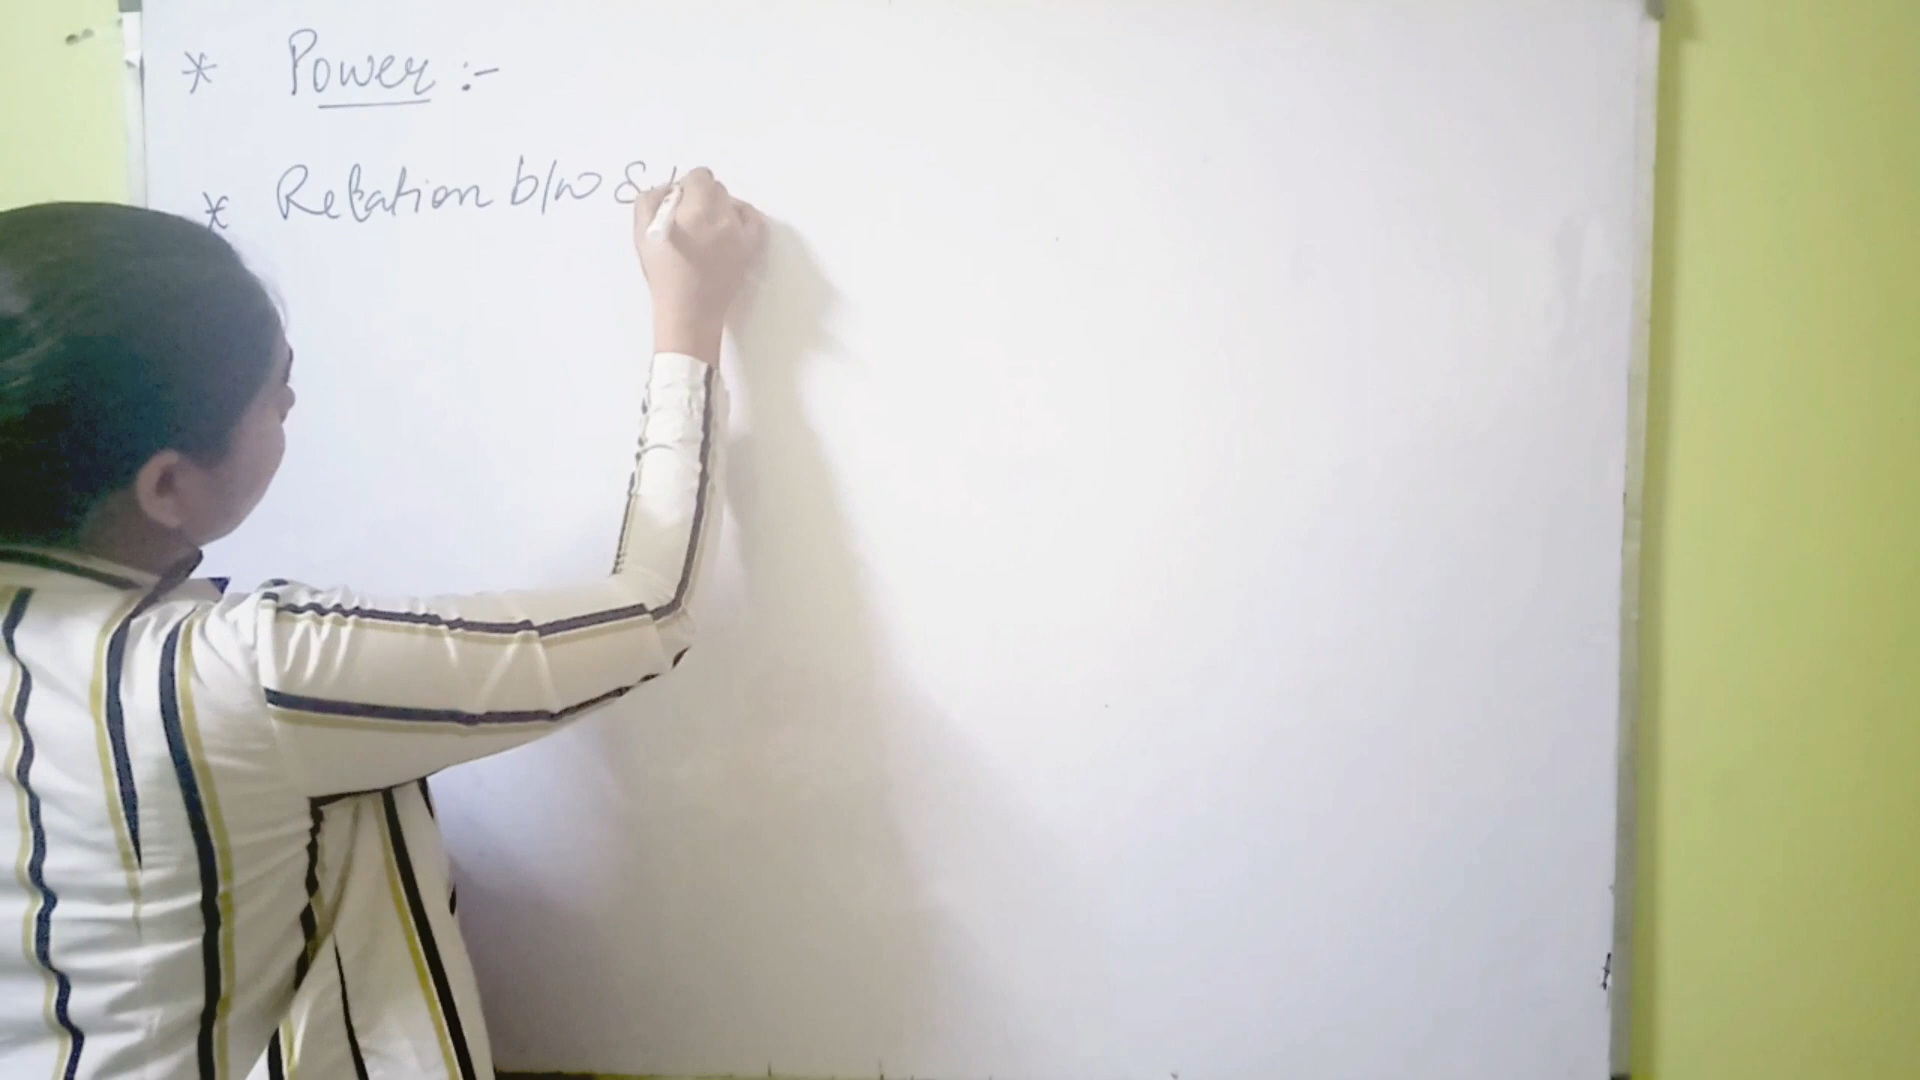 * Power :-
* Relation b/w